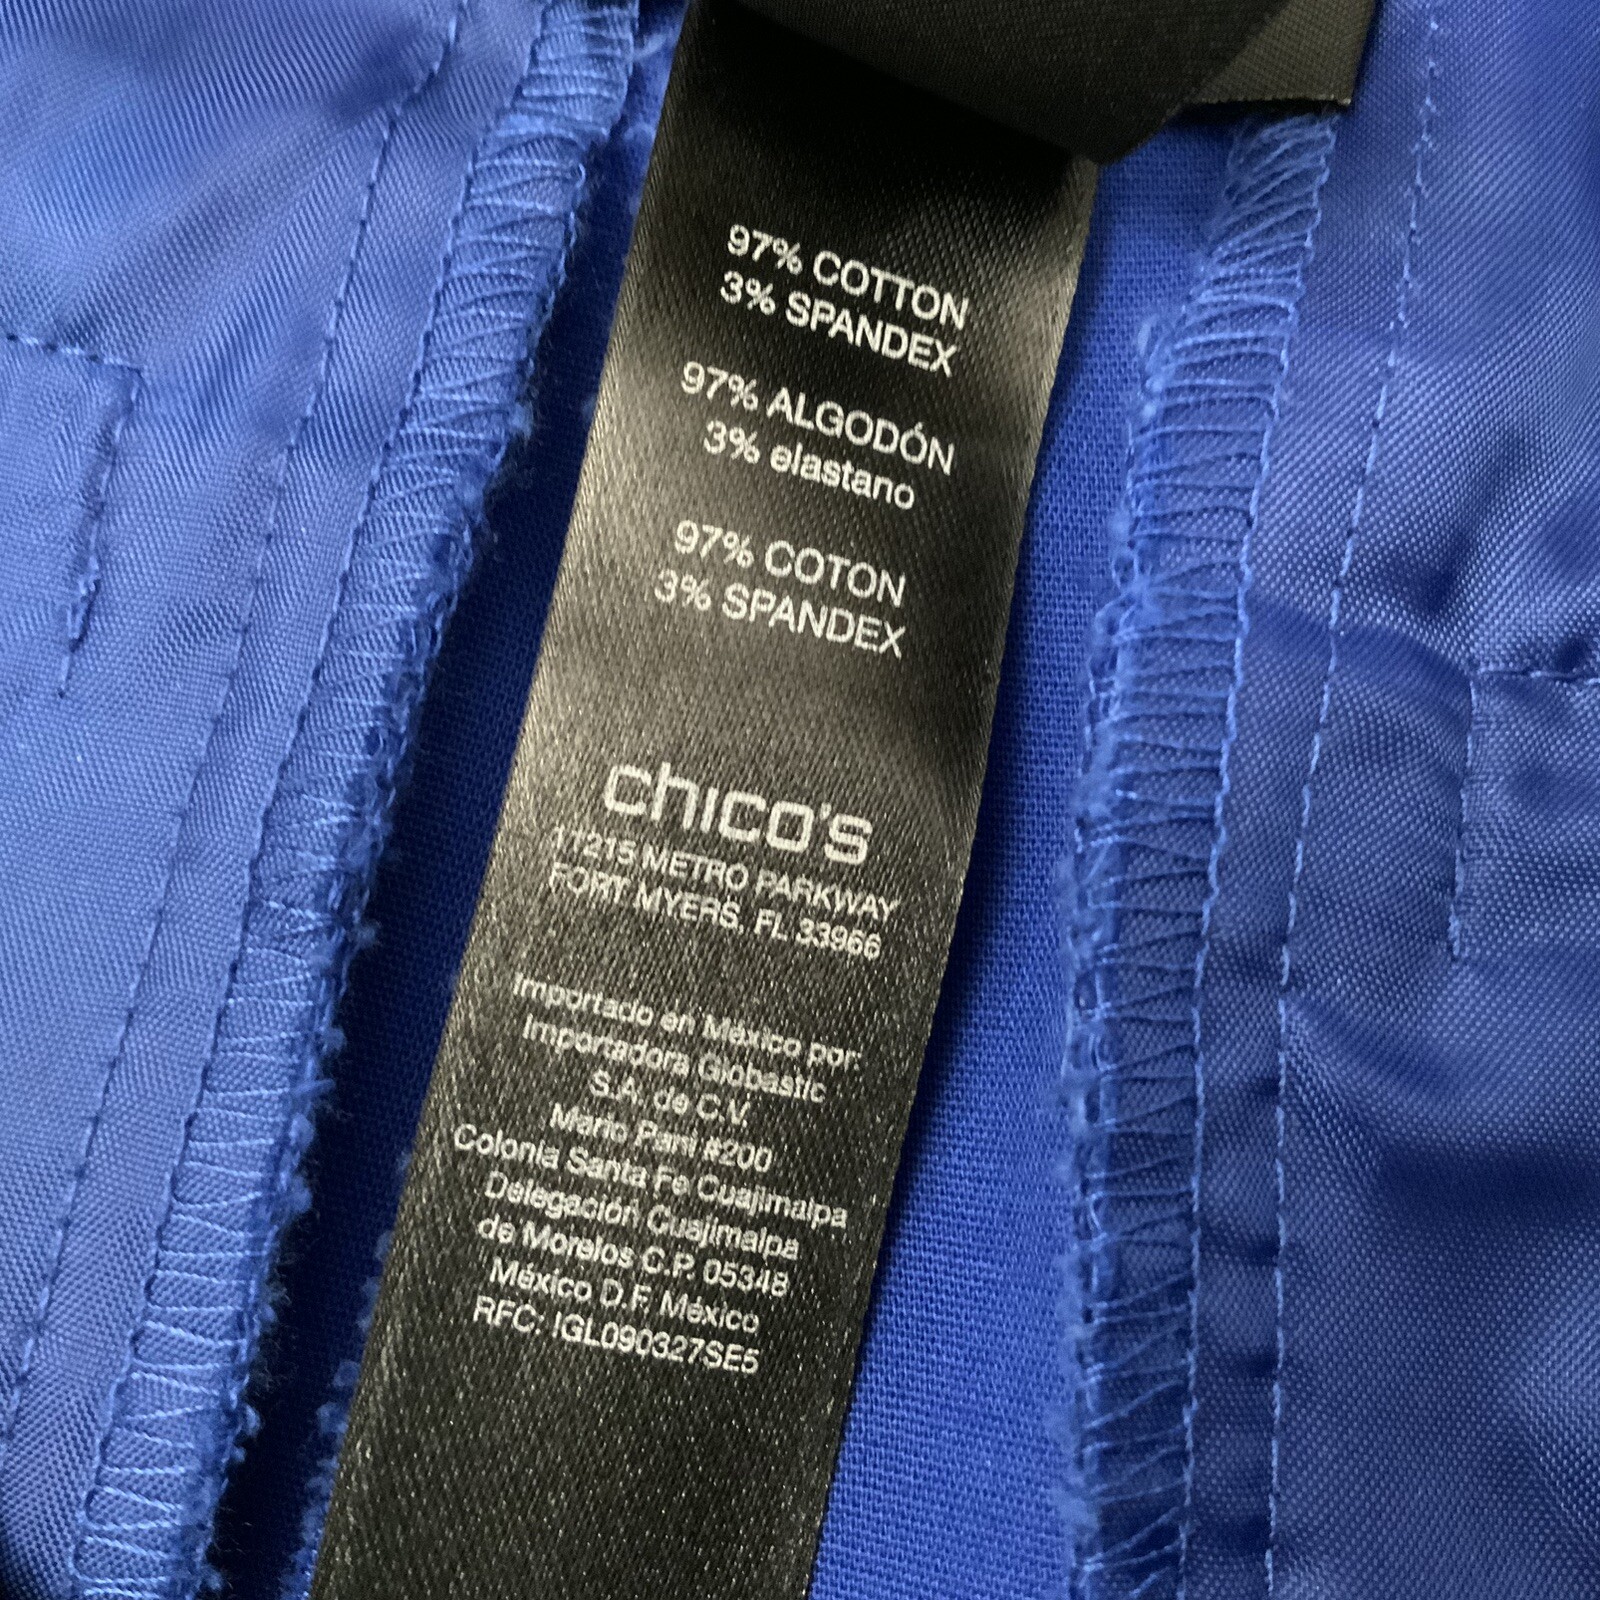 97% COTTON
3% SPANDEX
97% ALGODÓN
3% elastano
97% COTON
3% SPANDEX
chico's
11215 METRO PARKWAY
FORT MYERS, FL 33966
Importado en México por:
Importadora Globastic
S.A. de C.V.
Mario Pani #200
Colonia Santa Fe Cuajimalpa
Delegación Cuajimalpa
de Morelos C.P. 05348
México D.F. México
RFC: IGL090327SE5